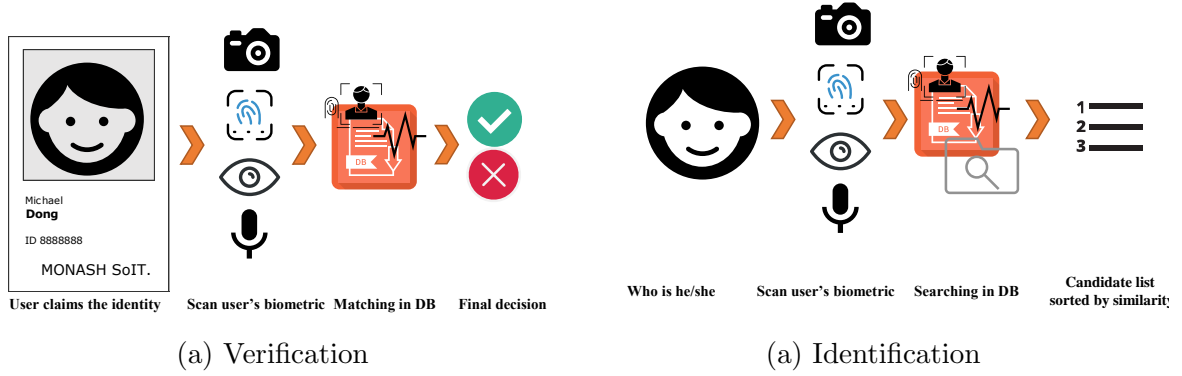 Michael
Dong
ID 8888888
MONASH SoIT.
DB
User claims the identity
Scan user's biometric
Matching in DB
Final decision
(a) Verification
DB
1
2
3
Who is he/she
Scan user's biometric
Searching in DB
Candidate list
sorted by similarity
(a) Identification